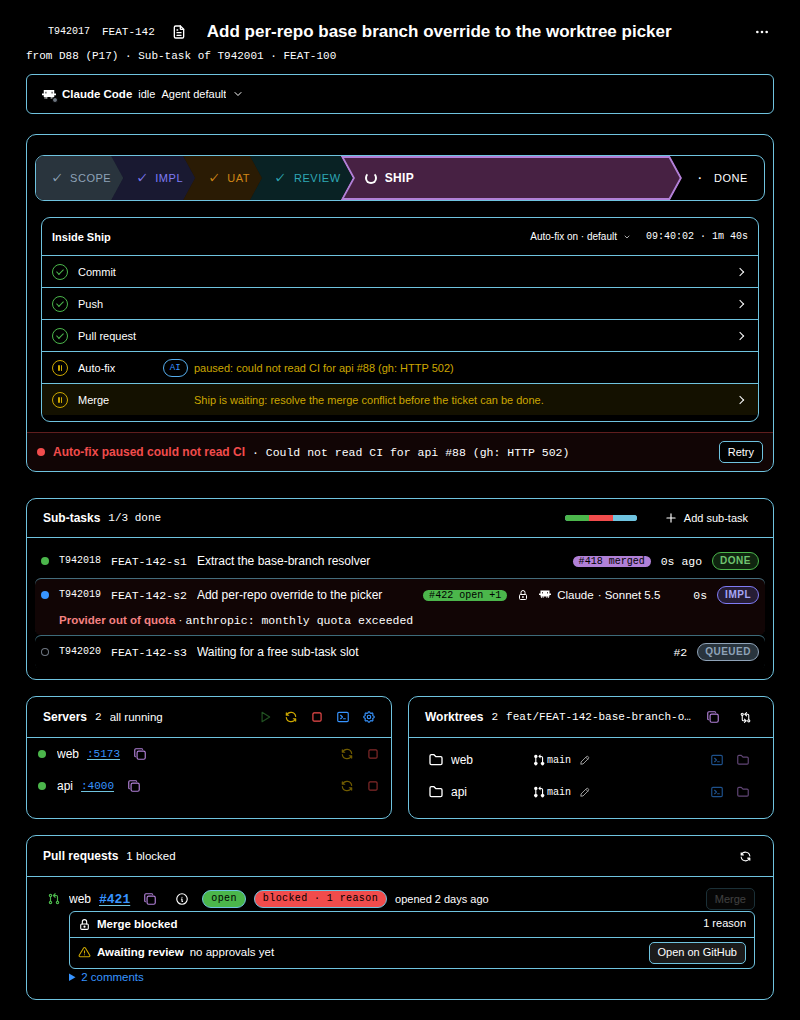 T942017 FEAT-142 Add per-repo base branch override to the worktree picker
from D88 (P17) · Sub-task of T942001 · FEAT-100
Claude Code idle Agent default
SCOPE IMPL UAT REVIEW SHIP · DONE
Inside Ship Auto-fix on · default 09:40:02 · 1m 40s
Commit
Push
Pull request
Auto-fix AI paused: could not read CI for api #88 (gh: HTTP 502)
Merge Ship is waiting: resolve the merge conflict before the ticket can be done.
Auto-fix paused could not read CI · Could not read CI for api #88 (gh: HTTP 502) Retry
Sub-tasks 1/3 done Add sub-task
T942018 FEAT-142-s1 Extract the base-branch resolver #418 merged 0s ago DONE
T942019 FEAT-142-s2 Add per-repo override to the picker #422 open +1 Claude · Sonnet 5.5 0s IMPL
Provider out of quota · anthropic: monthly quota exceeded
T942020 FEAT-142-s3 Waiting for a free sub-task slot #2 QUEUED
Servers 2 all running
web :5173
api :4000
Worktrees 2 feat/FEAT-142-base-branch-o…
web main
api main
Pull requests 1 blocked
web #421 open blocked · 1 reason opened 2 days ago Merge
Merge blocked 1 reason
Awaiting review no approvals yet Open on GitHub
2 comments